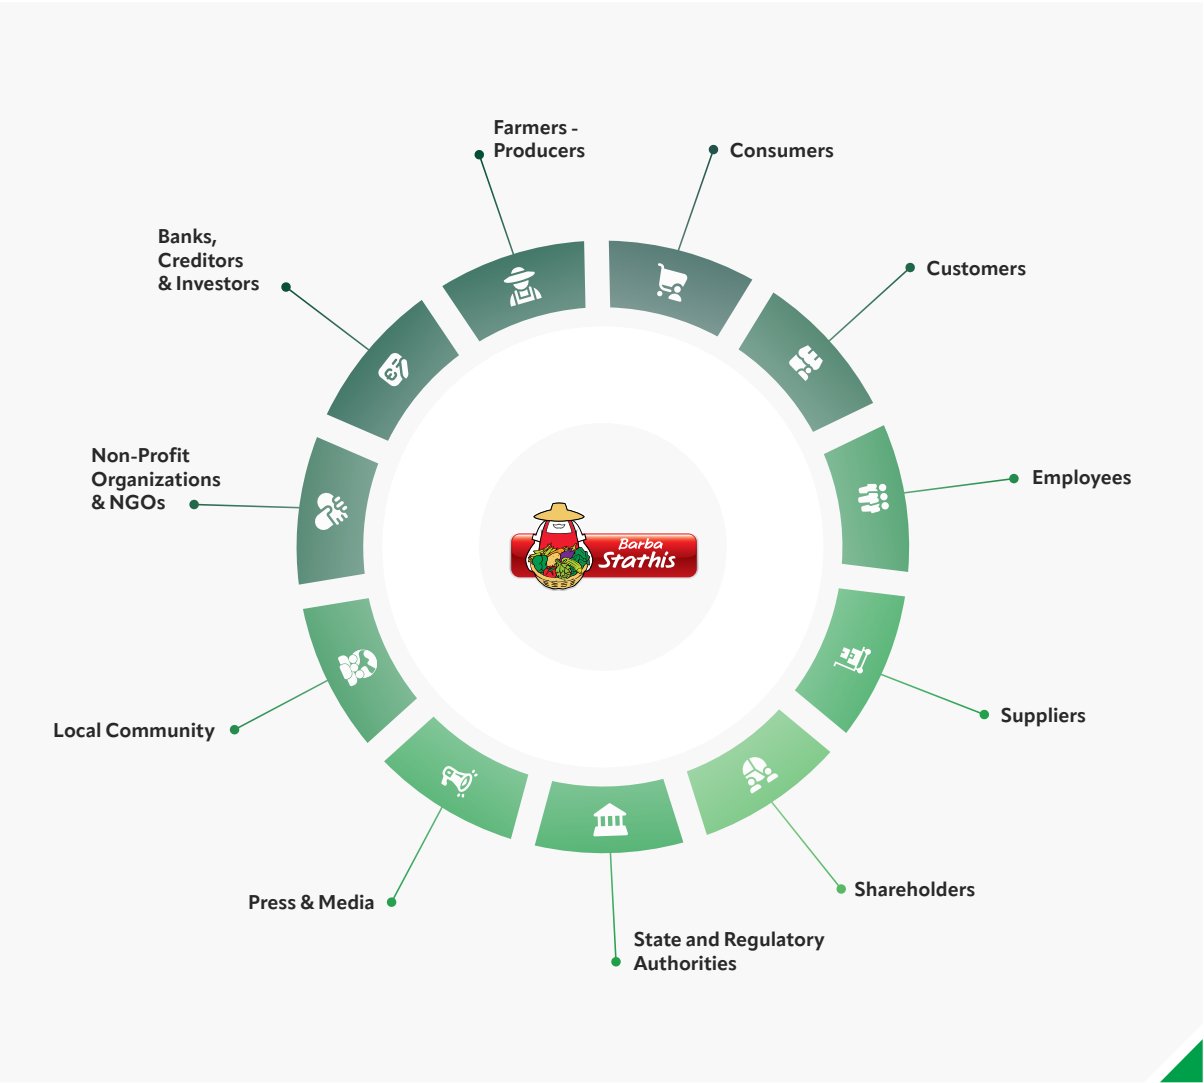 Farmers -
Producers
Consumers
Banks,
Creditors
& Investors
Customers
Non-Profit
Organizations
& NGOs
Employees
Barba
Stathis
Local Community
Suppliers
Press & Media
Shareholders
State and Regulatory
Authorities